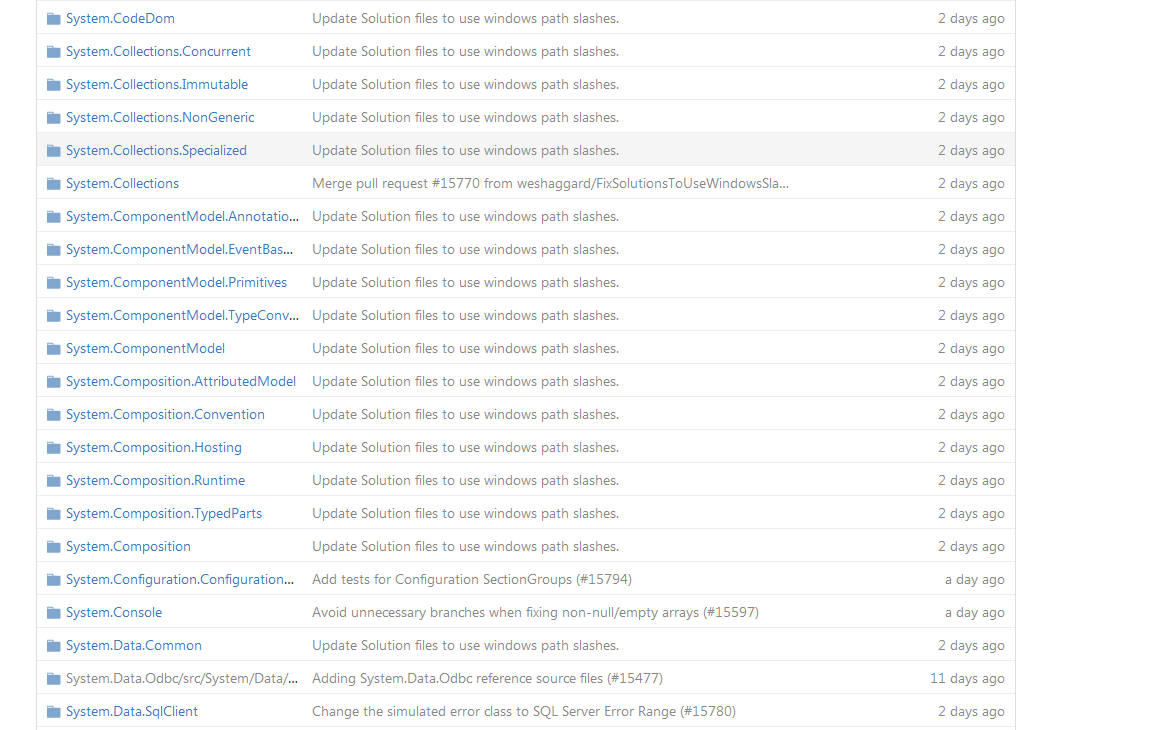 System.CodeDom Update Solution files to use windows path slashes. 2 days ago
System.Collections.Concurrent Update Solution files to use windows path slashes. 2 days ago
System.Collections.Immutable Update Solution files to use windows path slashes. 2 days ago
System.Collections.NonGeneric Update Solution files to use windows path slashes. 2 days ago
System.Collections.Specialized Update Solution files to use windows path slashes. 2 days ago
System.Collections Merge pull request #15770 from weshaggard/FixSolutionsToUseWindowsSla... 2 days ago
System.ComponentModel.Annotatio... Update Solution files to use windows path slashes. 2 days ago
System.ComponentModel.EventBas... Update Solution files to use windows path slashes. 2 days ago
System.ComponentModel.Primitives Update Solution files to use windows path slashes. 2 days ago
System.ComponentModel.TypeConv... Update Solution files to use windows path slashes. 2 days ago
System.ComponentModel Update Solution files to use windows path slashes. 2 days ago
System.Composition.AttributedModel Update Solution files to use windows path slashes. 2 days ago
System.Composition.Convention Update Solution files to use windows path slashes. 2 days ago
System.Composition.Hosting Update Solution files to use windows path slashes. 2 days ago
System.Composition.Runtime Update Solution files to use windows path slashes. 2 days ago
System.Composition.TypedParts Update Solution files to use windows path slashes. 2 days ago
System.Composition Update Solution files to use windows path slashes. 2 days ago
System.Configuration.Configuration... Add tests for Configuration SectionGroups (#15794) a day ago
System.Console Avoid unnecessary branches when fixing non-null/empty arrays (#15597) a day ago
System.Data.Common Update Solution files to use windows path slashes. 2 days ago
System.Data.Odbc/src/System/Data/... Adding System.Data.Odbc reference source files (#15477) 11 days ago
System.Data.SqlClient Change the simulated error class to SQL Server Error Range (#15780) 2 days ago